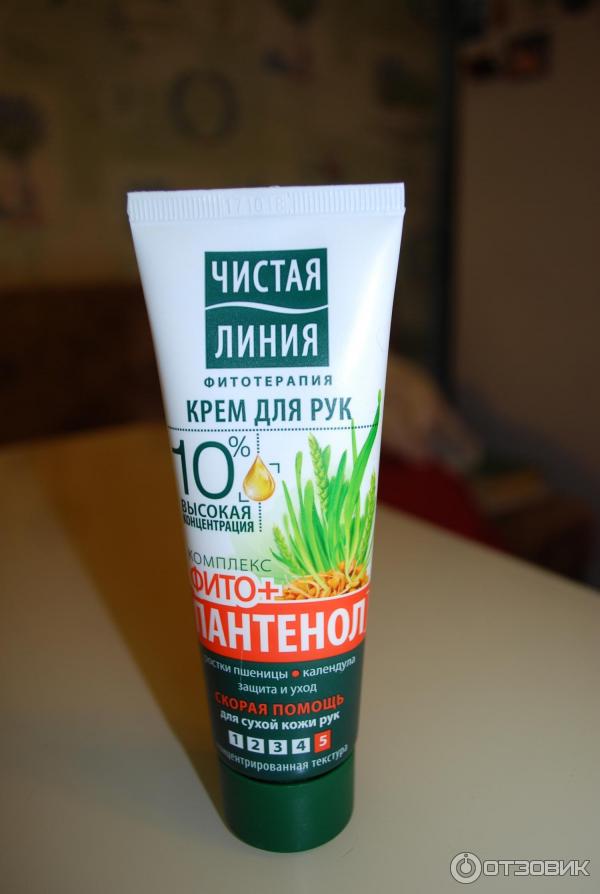 171018
ЧИСТАЯ
ЛИНИЯ
ФИТОТЕРАПИЯ
КРЕМ ДЛЯ РУК
10%
ВЫСОКАЯ
КОНЦЕНТРАЦИЯ
КОМПЛЕКС
ФИТО+
ПАНТЕНОЛ
ростки пшеницы • календула
защита и уход
СКОРАЯ ПОМОЩЬ
для сухой кожи рук
1 2 3 4 5
концентрированная текстура
ОТЗОВИК